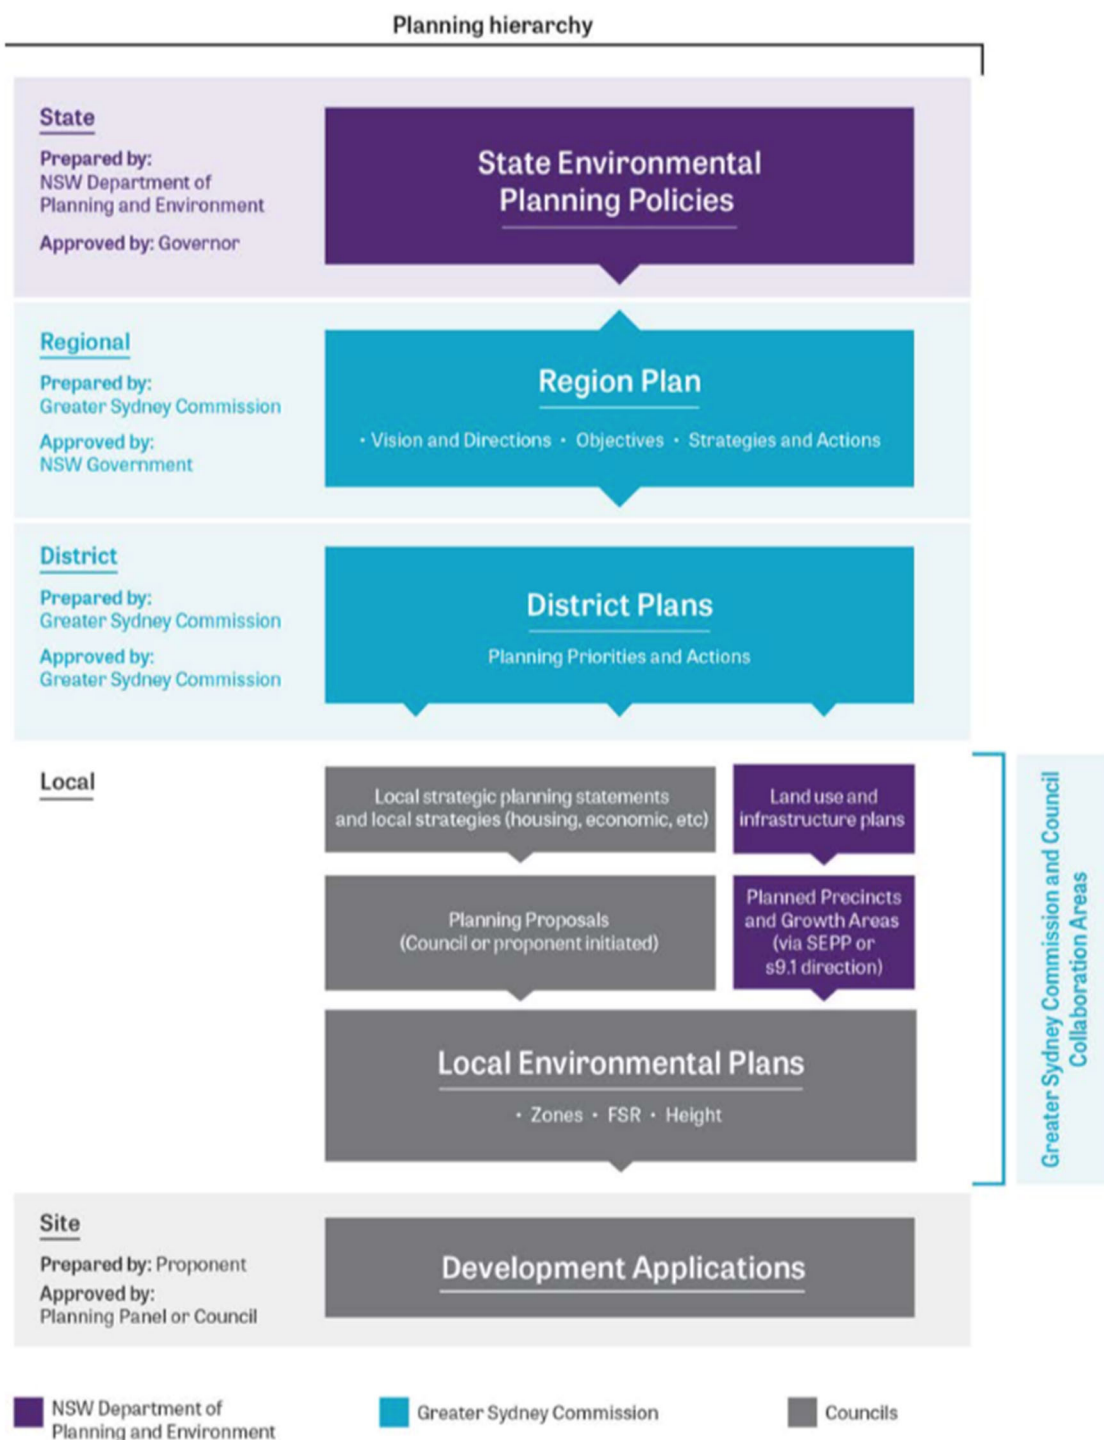 Planning hierarchy
State
Prepared by:
NSW Department of
Planning and Environment
Approved by: Governor
State Environmental
Planning Policies
Regional
Prepared by:
Greater Sydney Commission
Approved by:
NSW Government
Region Plan
• Vision and Directions • Objectives • Strategies and Actions
District
Prepared by:
Greater Sydney Commission
Approved by:
Greater Sydney Commission
District Plans
Planning Priorities and Actions
Local
Local strategic planning statements
and local strategies (housing, economic, etc)
Land use and
infrastructure plans
Planning Proposals
(Council or proponent initiated)
Planned Precincts
and Growth Areas
(via SEPP or
s9.1 direction)
Local Environmental Plans
• Zones • FSR • Height
Greater Sydney Commission and Council
Collaboration Areas
Site
Prepared by: Proponent
Approved by:
Planning Panel or Council
Development Applications
NSW Department of
Planning and Environment
Greater Sydney Commission
Councils